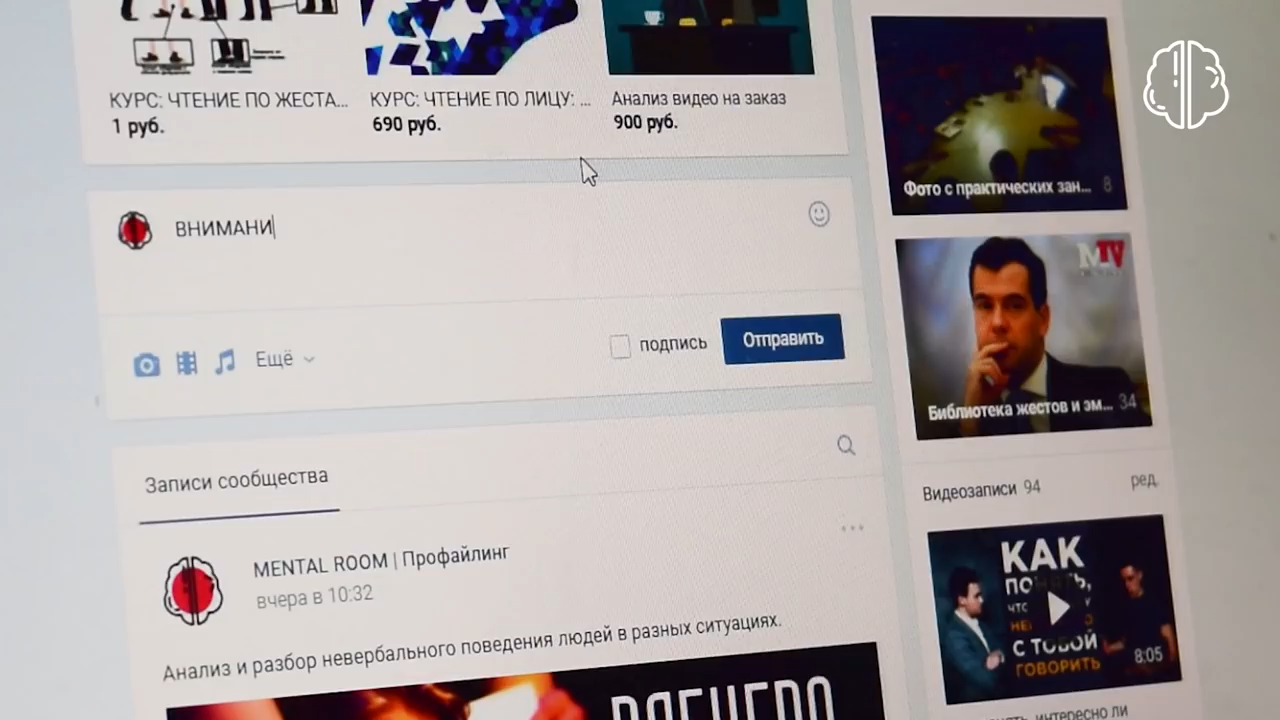 КУРС: ЧТЕНИЕ ПО ЖЕСТА...
1 руб.
КУРС: ЧТЕНИЕ ПО ЛИЦУ: ...
690 руб.
Анализ видео на заказ
900 руб.
ВНИМАНИ
Ещё
подпись
Отправить
Записи сообщества
MENTAL ROOM | Профайлинг
вчера в 10:32
Анализ и разбор невербального поведения людей в разных ситуациях.
Фото с практических зан... 8
MTV
Библиотека жестов и эм... 34
Видеозаписи 94
ред.
КАК
ПОНЯТЬ,
ЧТО
С ТОБОЙ
ГОВОРИТЬ
8:05
интересно ли